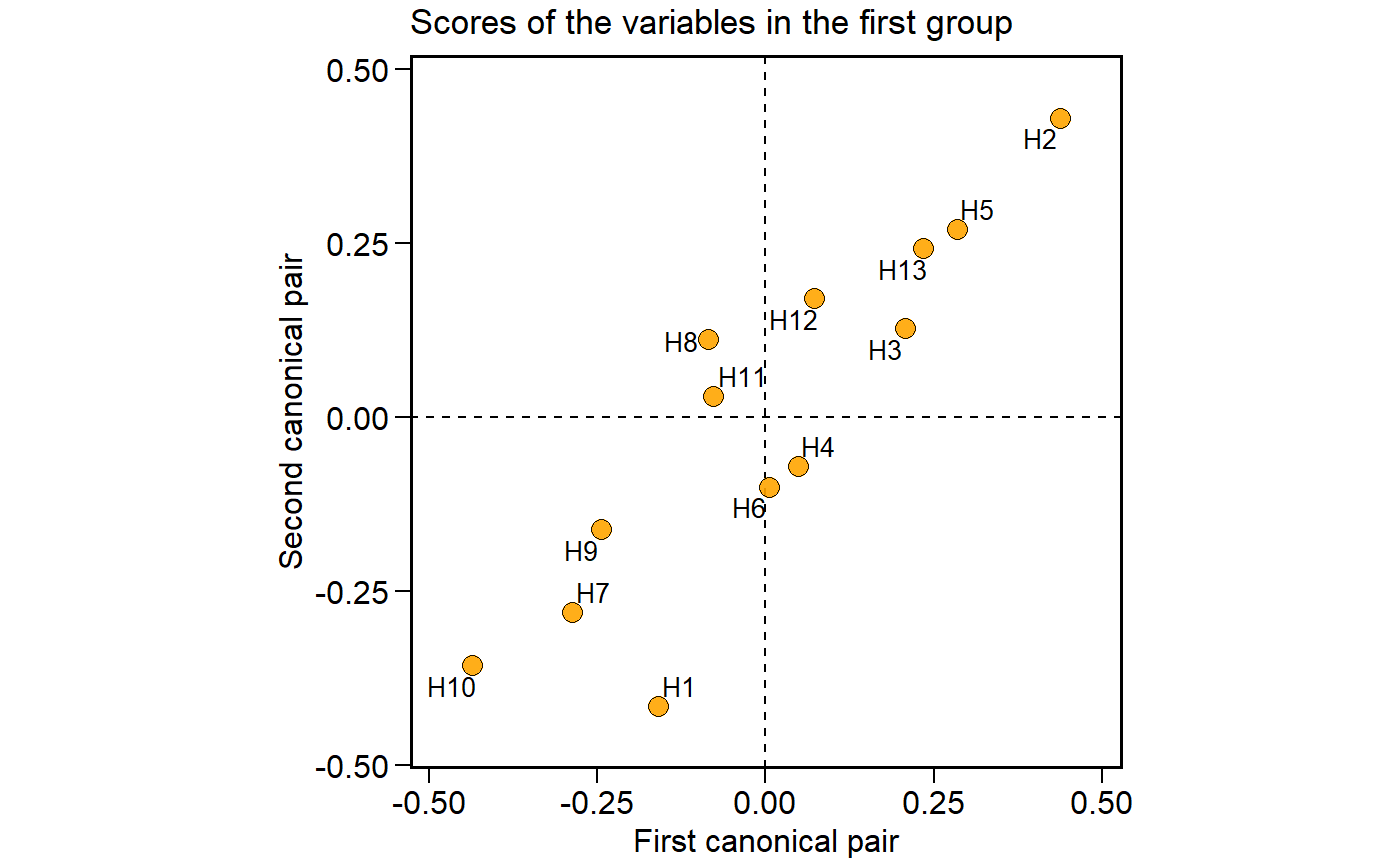 Scores of the variables in the first group
0.50
0.25
0.00
-0.25
-0.50
Second canonical pair
H2
H5
H13
H12
H3
H8
H11
H4
H6
H9
H7
H10
H1
-0.50 -0.25 0.00 0.25 0.50
First canonical pair